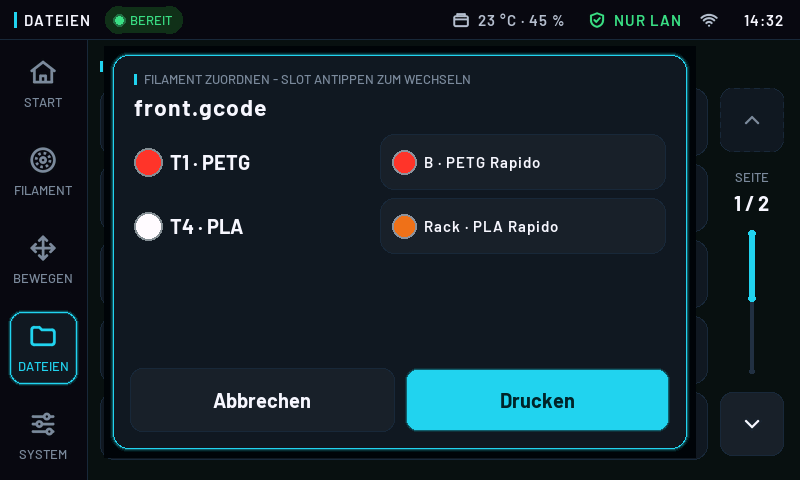 DATEIEN
BEREIT
23 °C · 45 %
NUR LAN
14:32
START
FILAMENT
BEWEGEN
DATEIEN
SYSTEM
FILAMENT ZUORDNEN - SLOT ANTIPPEN ZUM WECHSELN
front.gcode
T1 · PETG
B · PETG Rapido
T4 · PLA
Rack · PLA Rapido
Abbrechen
Drucken
SEITE
1 / 2